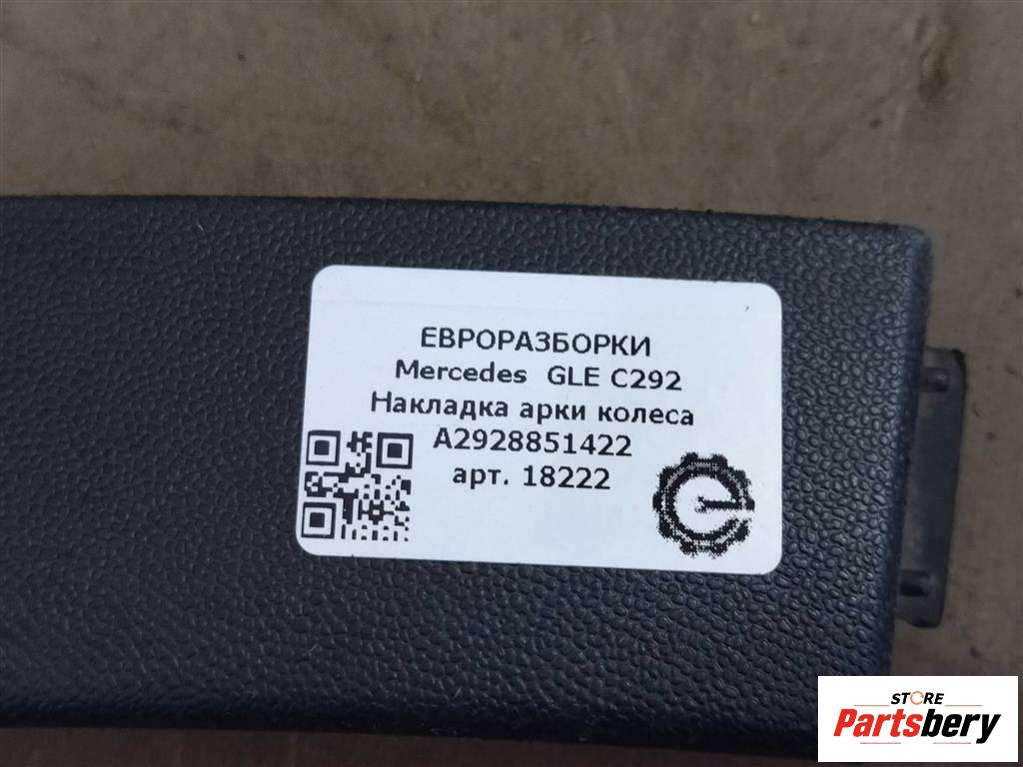 ЕВРОРАЗБОРКИ
Mercedes GLE C292
Накладка арки колеса
A2928851422
арт. 18222
STORE
Partsbery